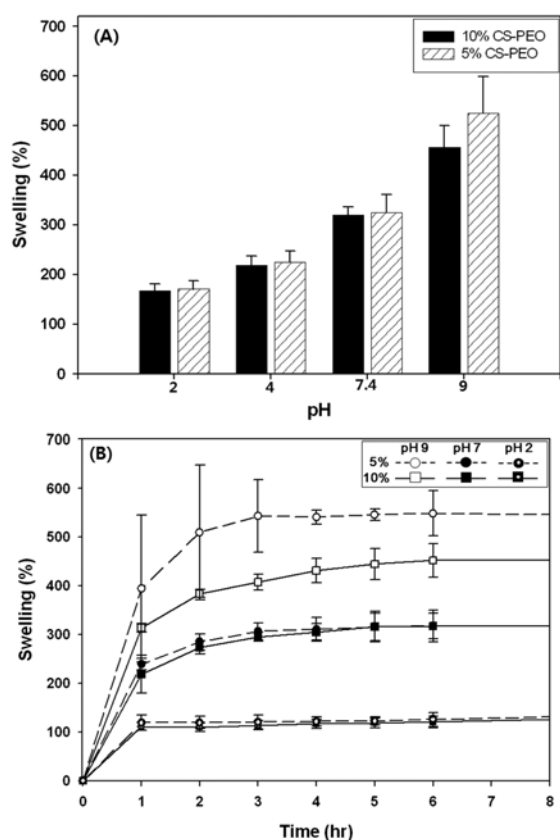 (A)
10% CS-PEO
5% CS-PEO
700
600
500
400
300
200
100
0
Swelling (%)
2 4 7.4 9
pH
(B)
pH 9 pH 7 pH 2
5%
10%
700
600
500
400
300
200
100
0
Swelling (%)
0 1 2 3 4 5 6 7 8
Time (hr)